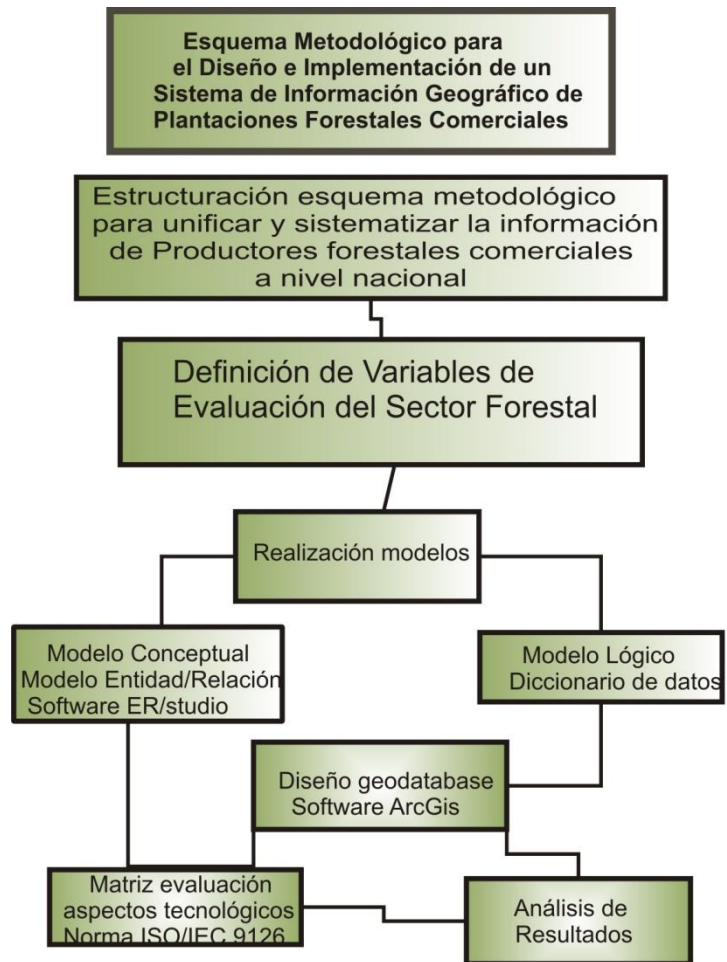 Esquema Metodológico para
el Diseño e Implementación de un
Sistema de Información Geográfico de
Plantaciones Forestales Comerciales
Estructuración esquema metodológico
para unificar y sistematizar la información
de Productores forestales comerciales
a nivel nacional
Definición de Variables de
Evaluación del Sector Forestal
Realización modelos
Modelo Conceptual
Modelo Entidad/Relación
Software ER/studio
Modelo Lógico
Diccionario de datos
Diseño geodatabase
Software ArcGis
Matriz evaluación
aspectos tecnológicos
Norma ISO/IEC 9126
Análisis de
Resultados